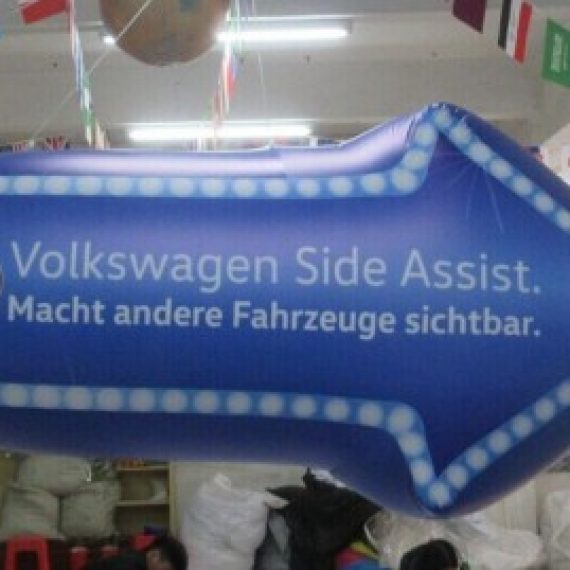 Volkswagen Side Assist.
Macht andere Fahrzeuge sichtbar.